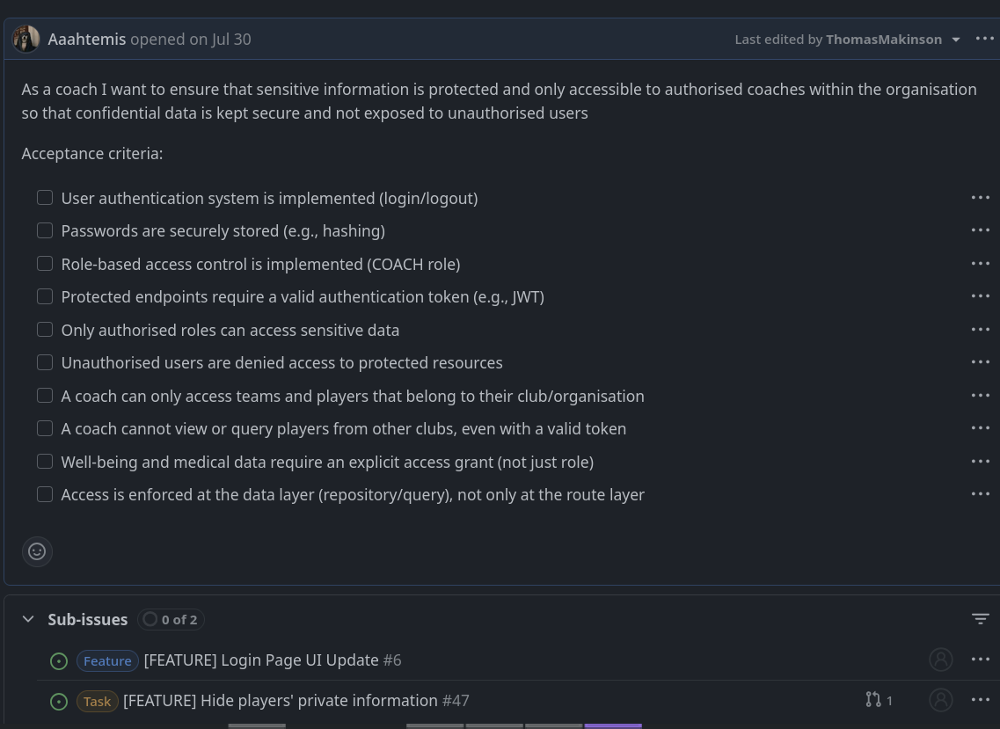 Aaahtemis opened on Jul 30
Last edited by ThomasMakinson
As a coach I want to ensure that sensitive information is protected and only accessible to authorised coaches within the organisation
so that confidential data is kept secure and not exposed to unauthorised users
Acceptance criteria:
User authentication system is implemented (login/logout)
Passwords are securely stored (e.g., hashing)
Role-based access control is implemented (COACH role)
Protected endpoints require a valid authentication token (e.g., JWT)
Only authorised roles can access sensitive data
Unauthorised users are denied access to protected resources
A coach can only access teams and players that belong to their club/organisation
A coach cannot view or query players from other clubs, even with a valid token
Well-being and medical data require an explicit access grant (not just role)
Access is enforced at the data layer (repository/query), not only at the route layer
Sub-issues 0 of 2
Feature [FEATURE] Login Page UI Update #6
Task [FEATURE] Hide players' private information #47 1